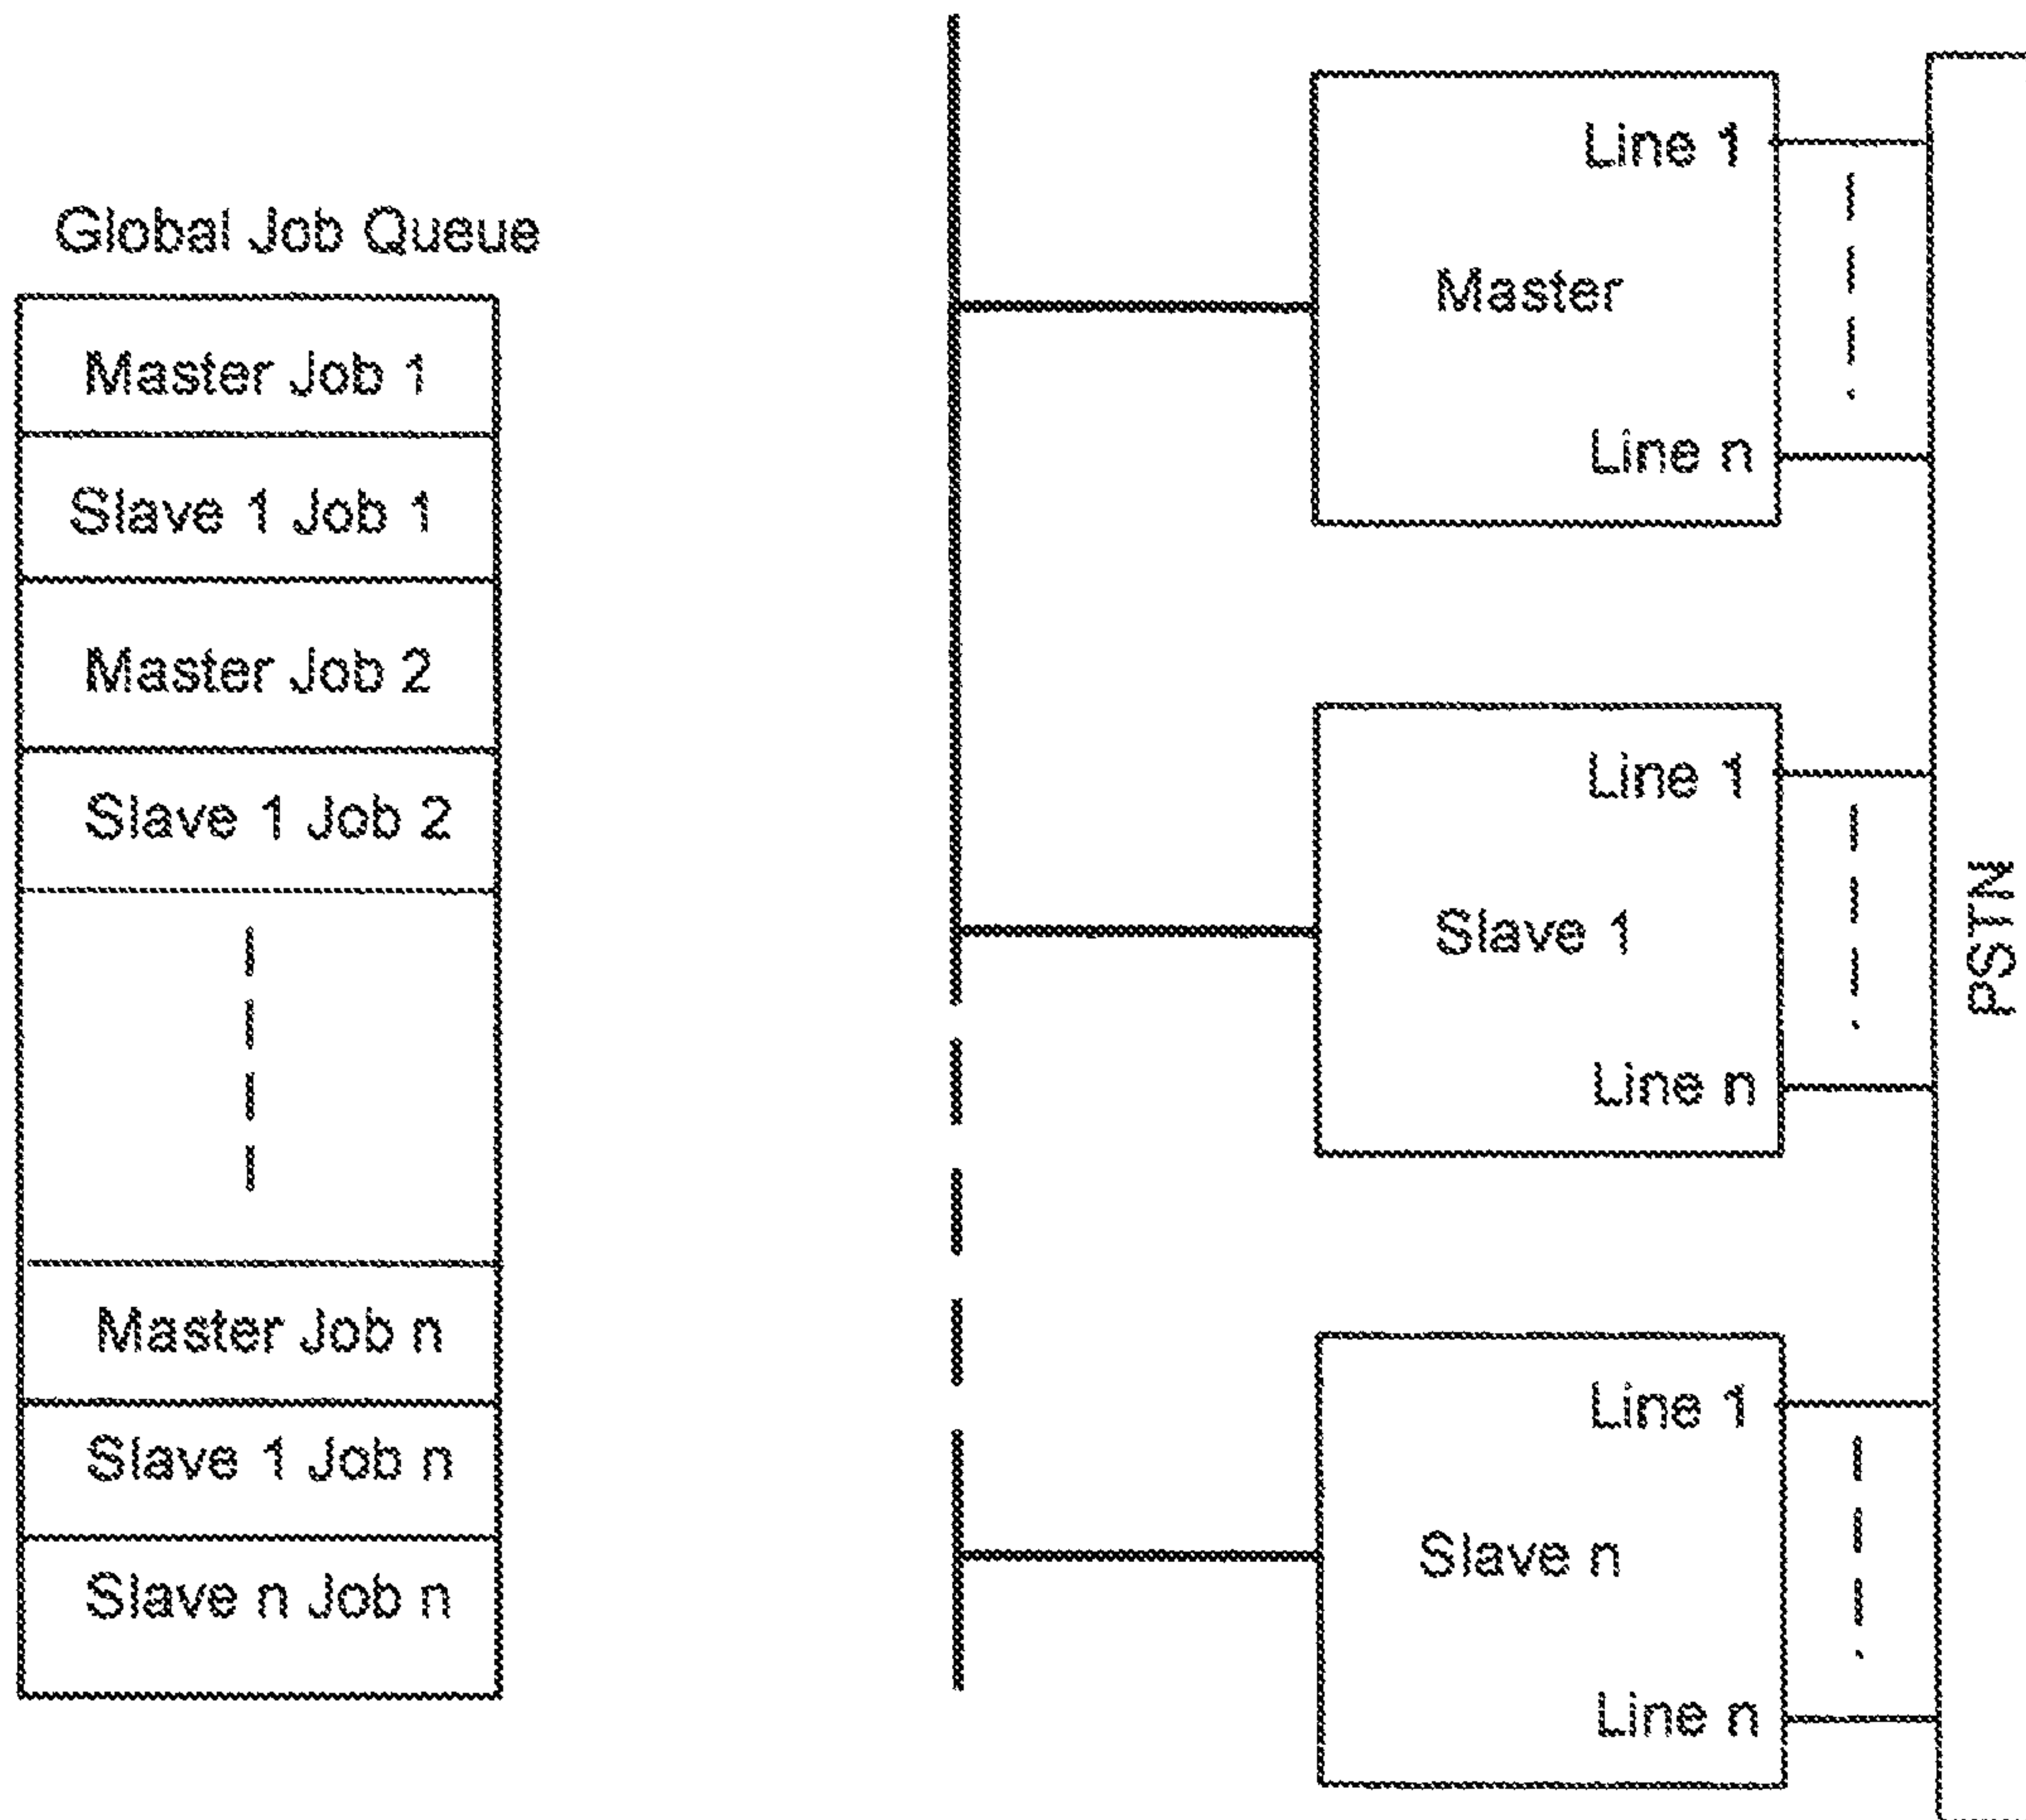 Global Job Queue
Master Job 1
Slave 1 Job 1
Master Job 2
Slave 1 Job 2
Master Job n
Slave 1 Job n
Slave n Job n
Line 1
Master
Line n
Line 1
Slave 1
Line n
Line 1
Slave n
Line n
PSTN